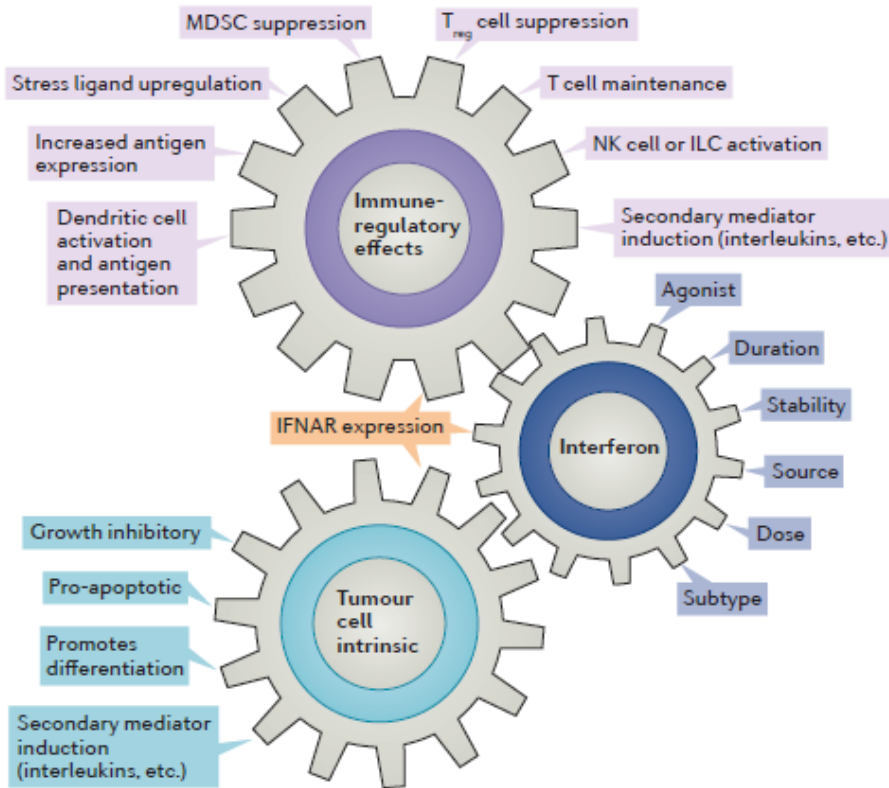 MDSC suppression
Treg cell suppression
Stress ligand upregulation
T cell maintenance
Increased antigen
expression
NK cell or ILC activation
Dendritic cell
activation
and antigen
presentation
Immune-
regulatory
effects
Secondary mediator
induction (interleukins, etc.)
Agonist
Duration
Stability
IFNAR expression
Interferon
Source
Dose
Subtype
Growth inhibitory
Pro-apoptotic
Tumour
cell
intrinsic
Promotes
differentiation
Secondary mediator
induction
(interleukins, etc.)